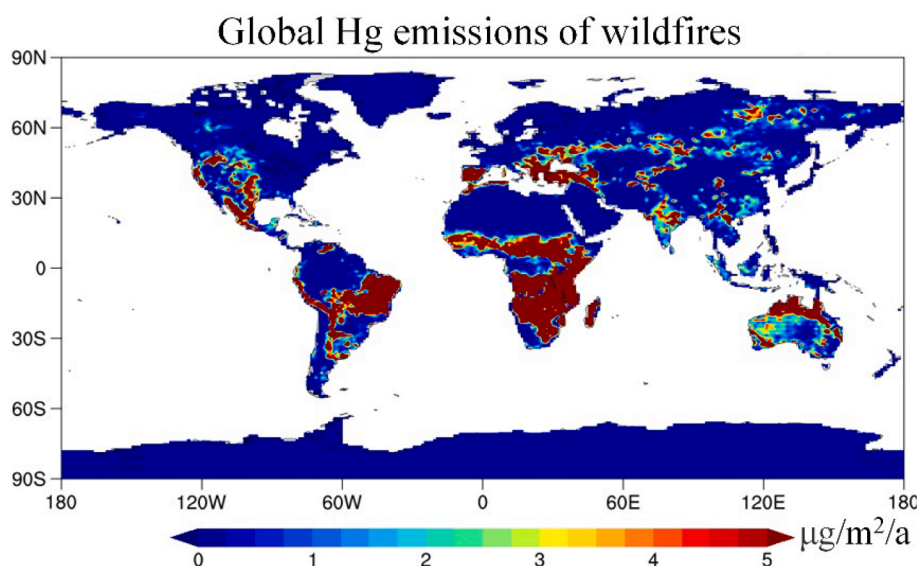 Global Hg emissions of wildfires
90N
60N
30N
0
30S
60S
90S
180 120W 60W 0 60E 120E 180
0 1 2 3 4 5 μg/m²/a